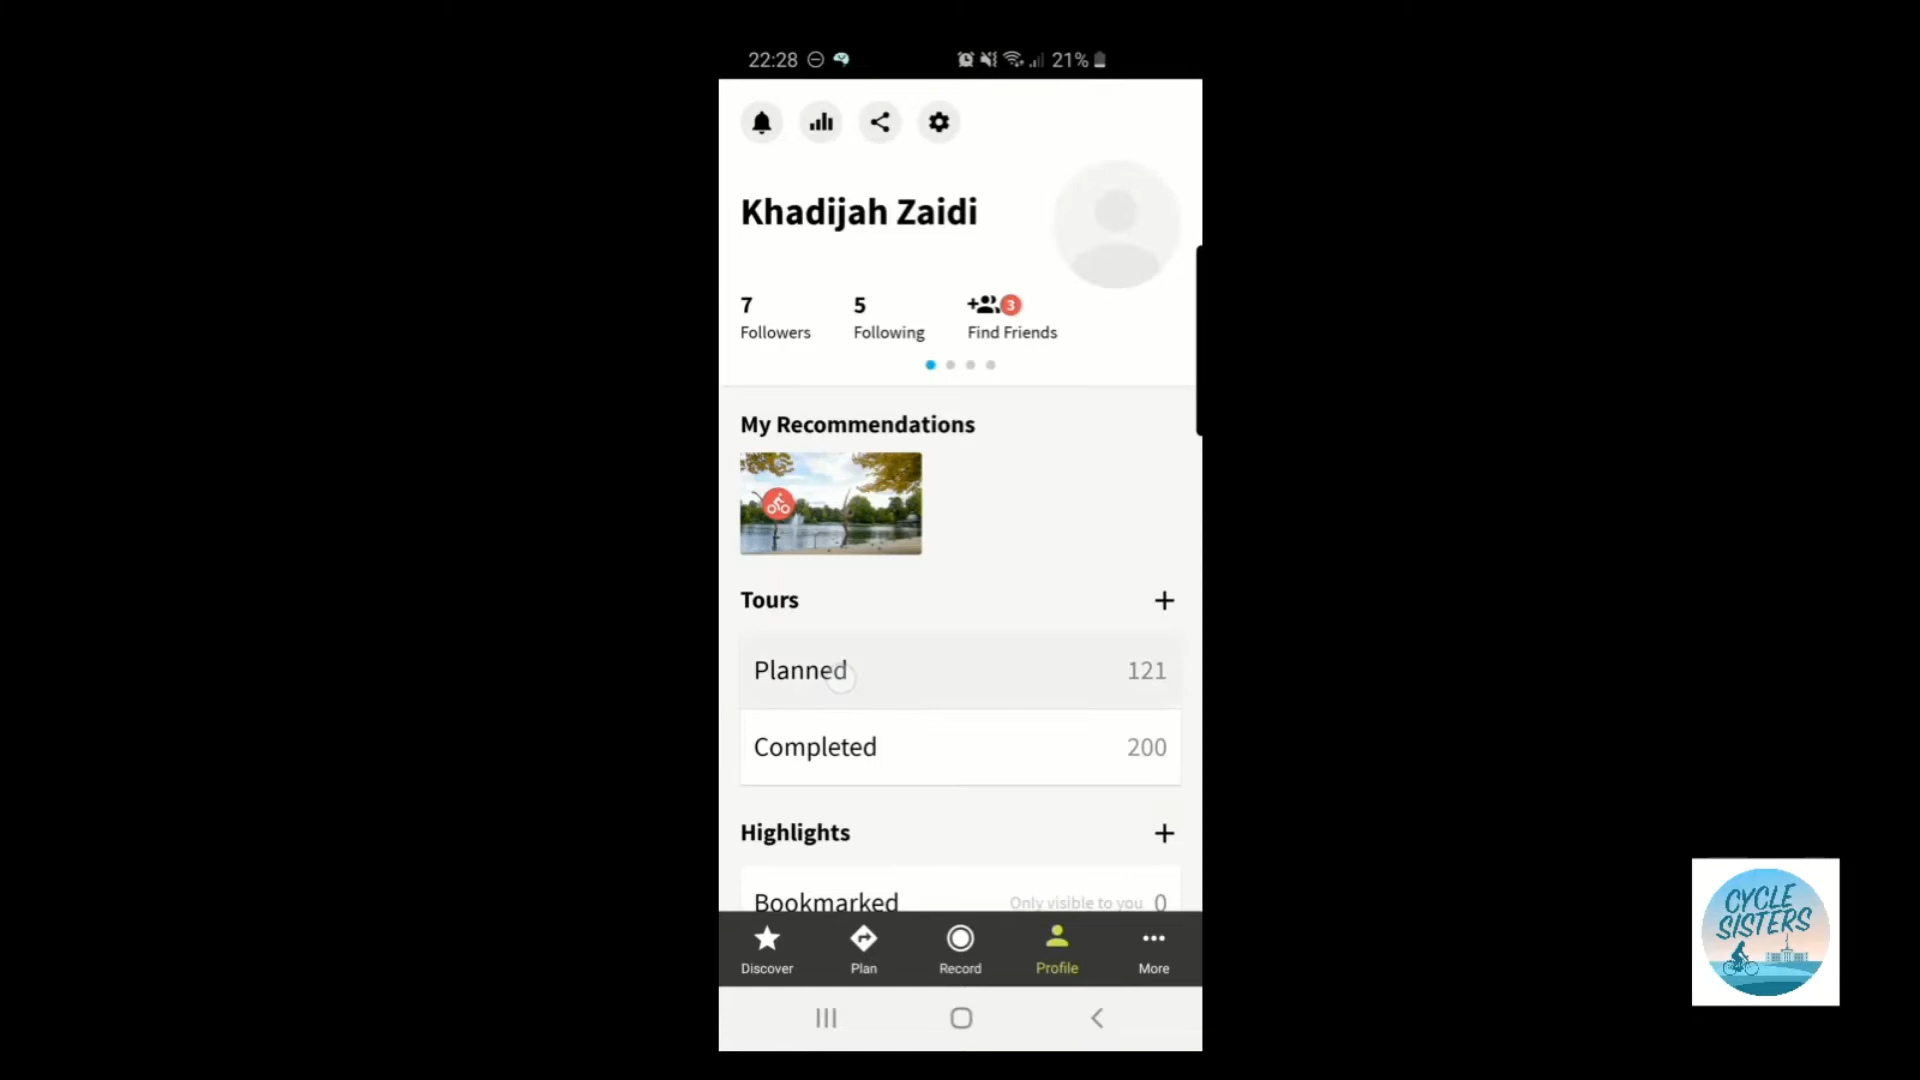 22:28 21%
Khadijah Zaidi
7 5 3
Followers Following Find Friends
My Recommendations
Tours +
Planned 121
Completed 200
Highlights +
Bookmarked Only visible to you 0
Discover Plan Record Profile More
CYCLE
SISTERS